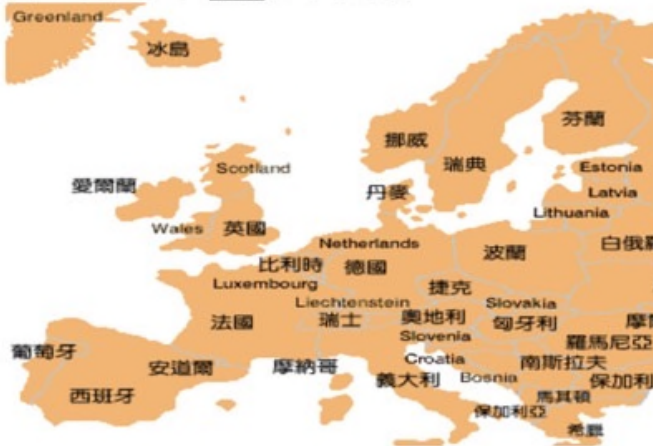 Greenland
冰島
挪威
芬蘭
瑞典
Scotland
愛爾蘭
丹麥
Estonia
Latvia
Lithuania
Wales
英國
Netherlands
波蘭
白俄羅
比利時
德國
Luxembourg
捷克
Liechtenstein
Slovakia
法國
瑞士
奧地利
匈牙利
Slovenia
羅馬尼亞
葡萄牙
安道爾
摩納哥
Croatia
南斯拉夫
義大利
Bosnia
保加利
西班牙
馬其頓
保加利亞
希臘